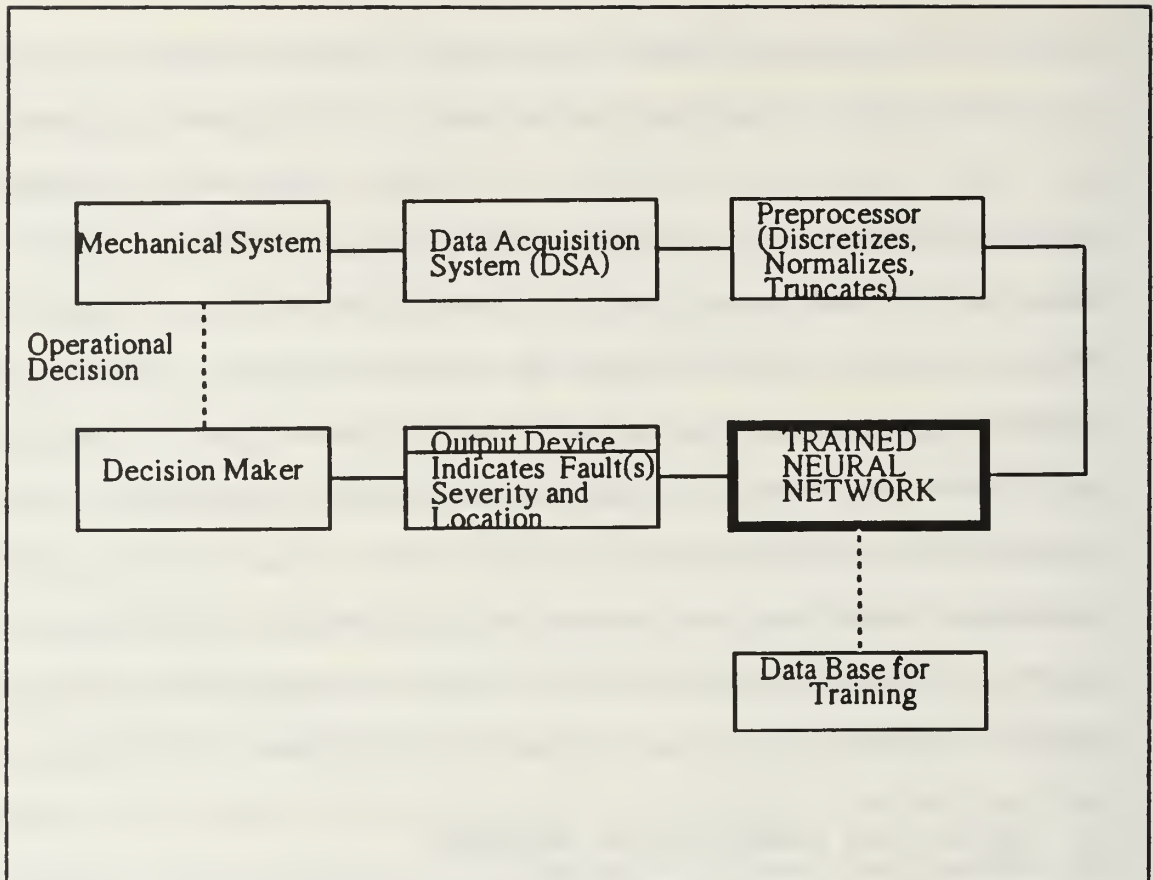 Mechanical System
Data Acquisition
System (DSA)
Preprocessor
(Discretizes,
Normalizes,
Truncates)
Operational
Decision
Decision Maker
Output Device
Indicates Fault(s)
Severity and
Location
TRAINED
NEURAL
NETWORK
Data Base for
Training